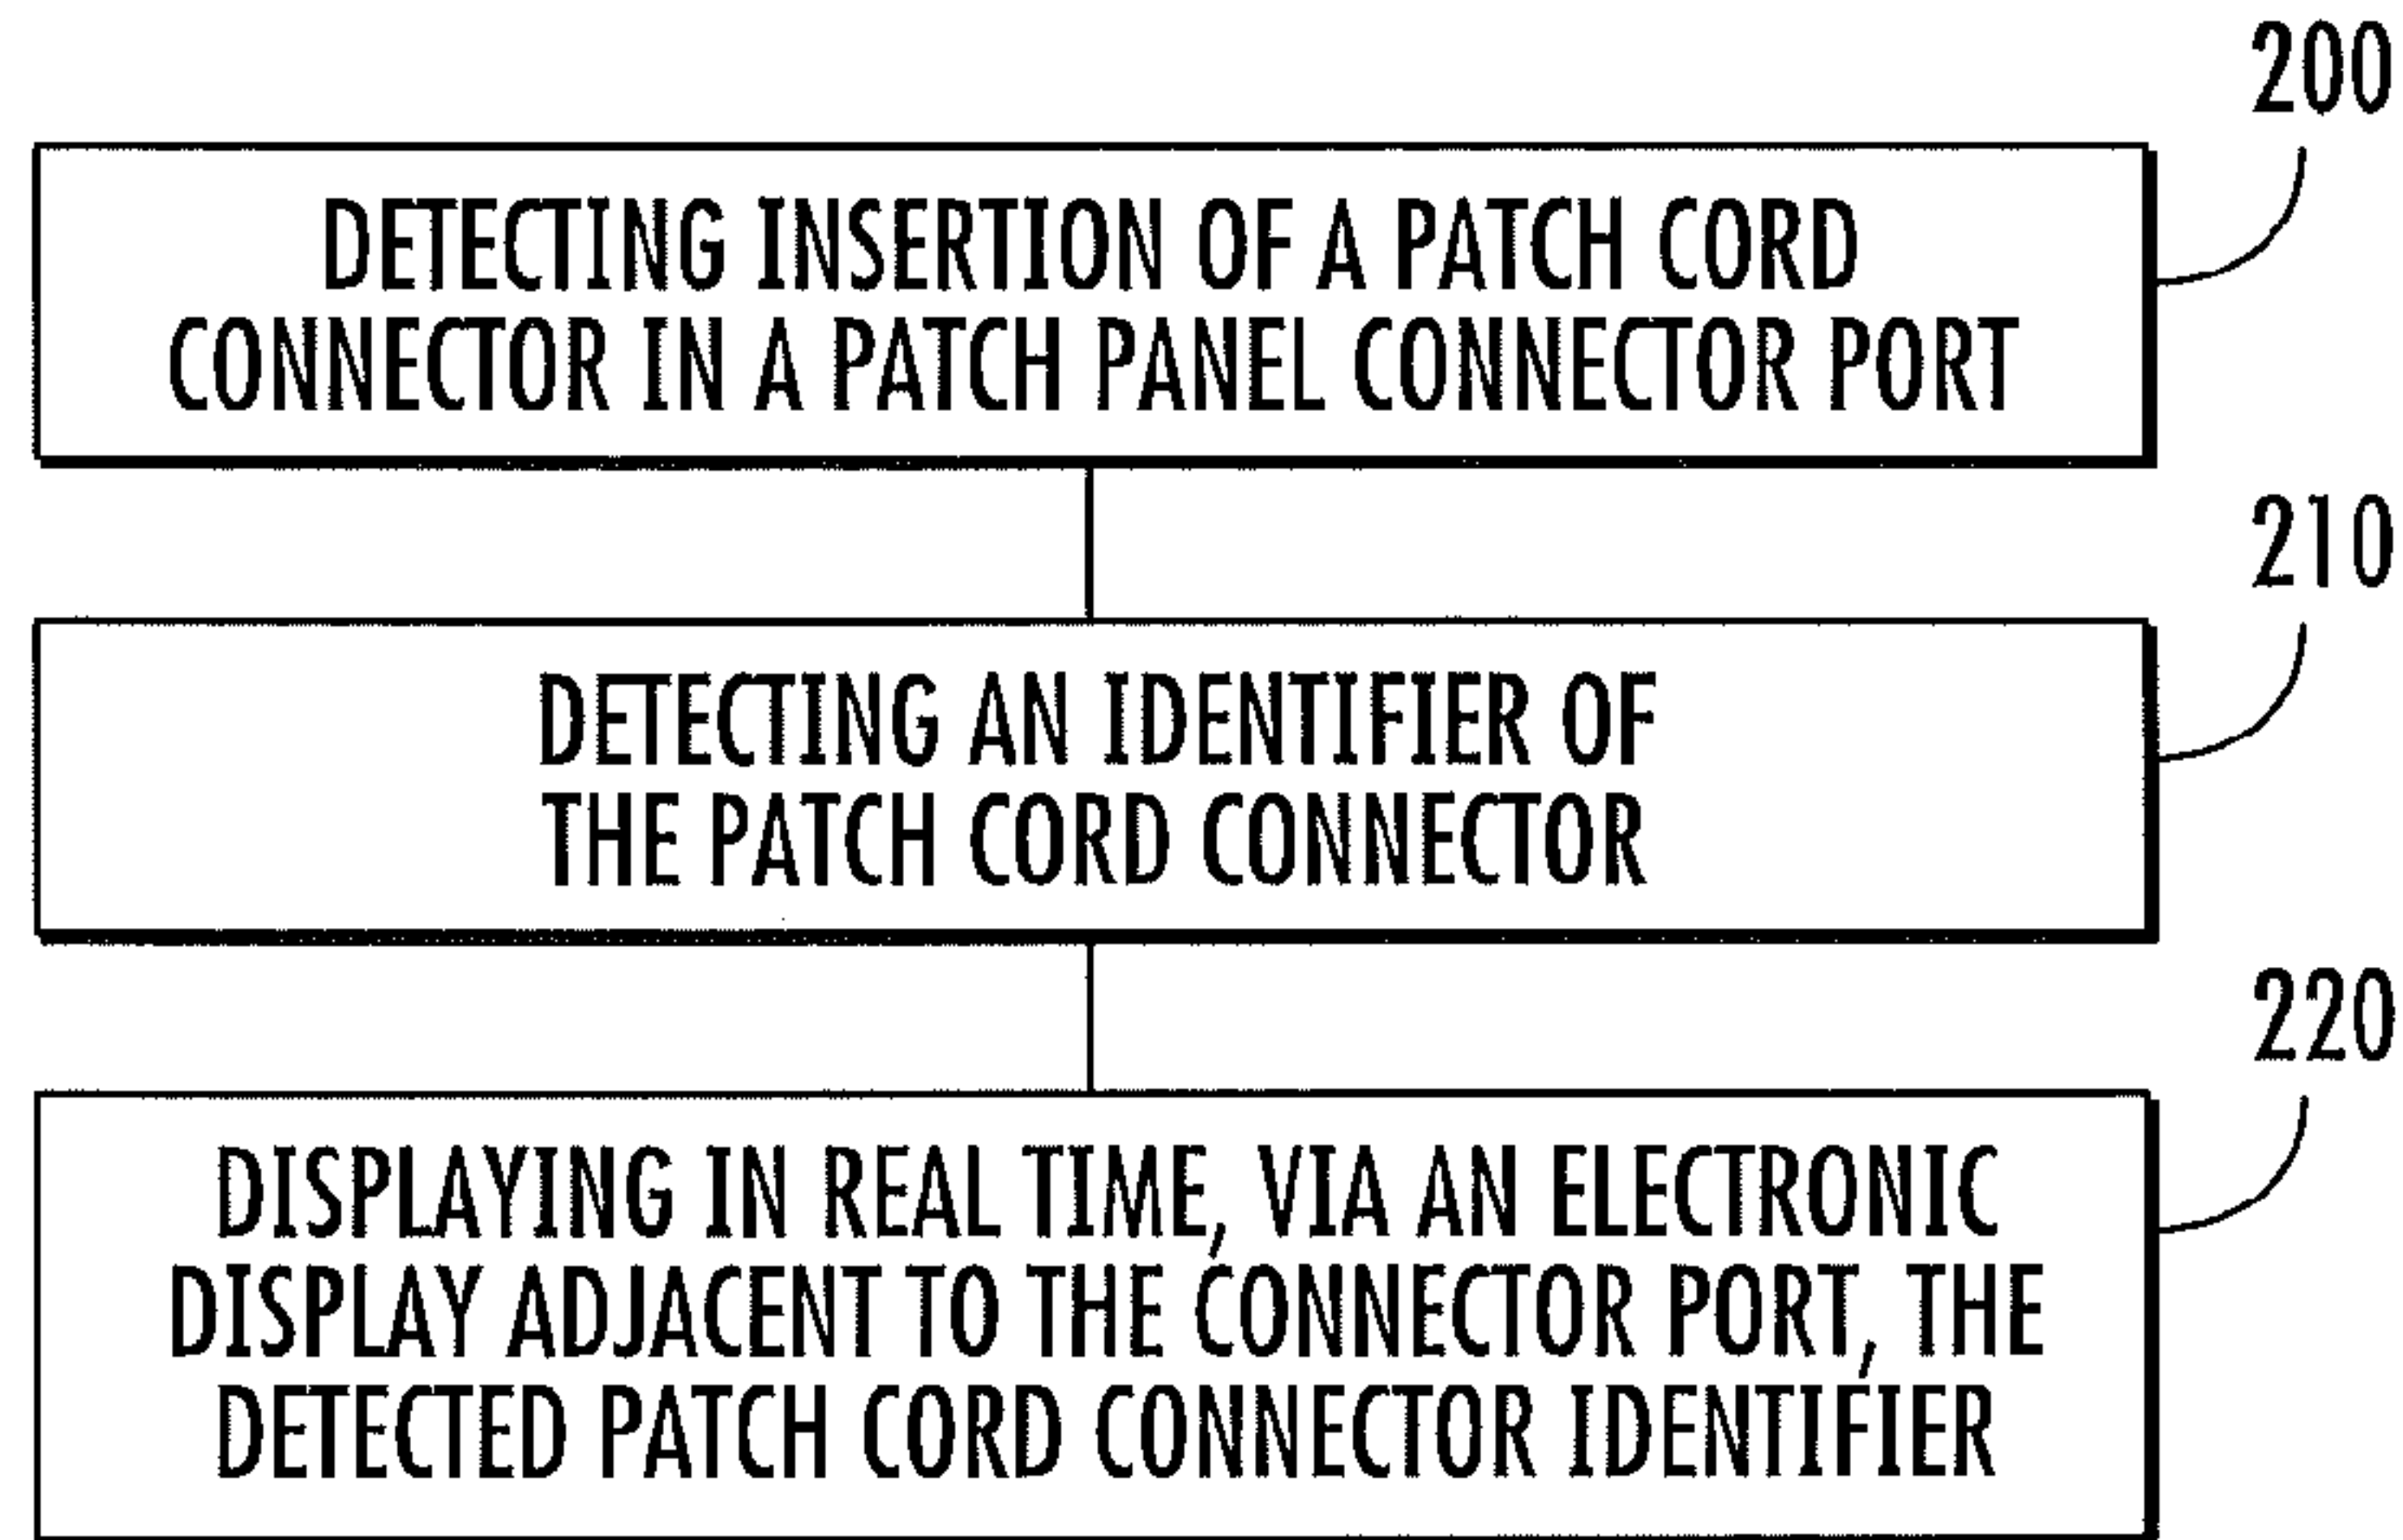 200
DETECTING INSERTION OF A PATCH CORD
CONNECTOR IN A PATCH PANEL CONNECTOR PORT
210
DETECTING AN IDENTIFIER OF
THE PATCH CORD CONNECTOR
220
DISPLAYING IN REAL TIME, VIA AN ELECTRONIC
DISPLAY ADJACENT TO THE CONNECTOR PORT, THE
DETECTED PATCH CORD CONNECTOR IDENTIFIER